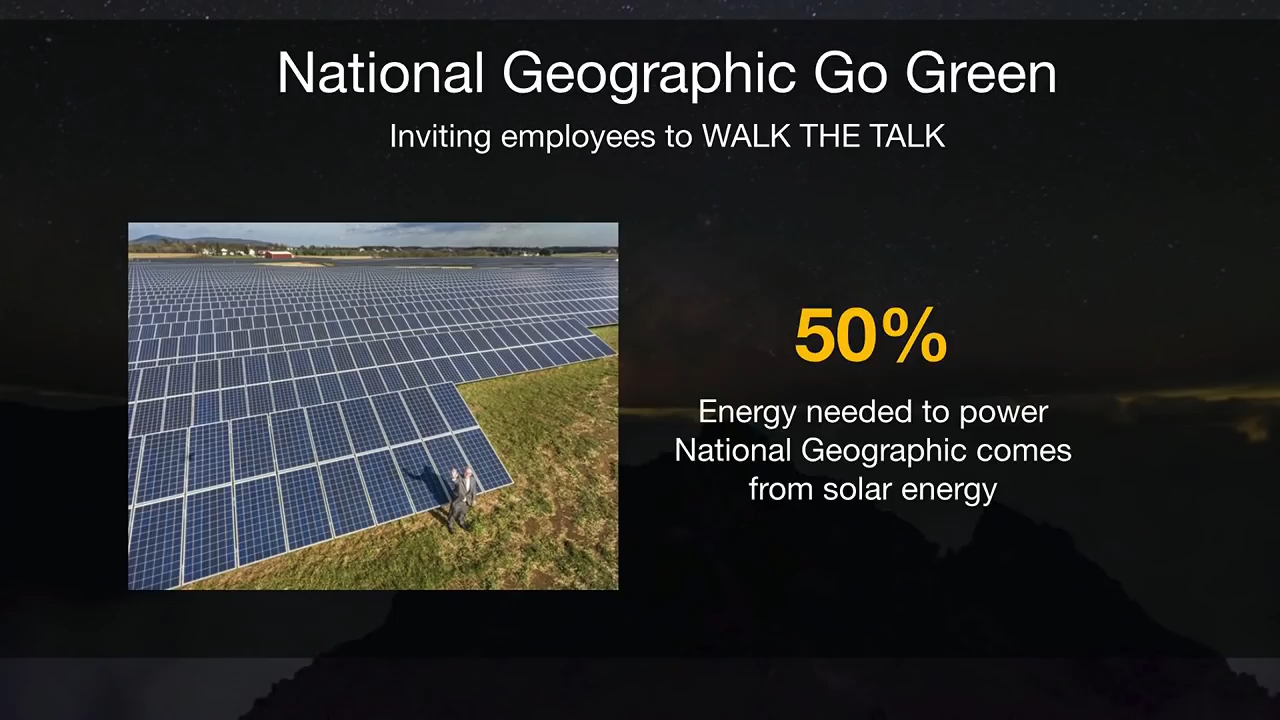 National Geographic Go Green
Inviting employees to WALK THE TALK
50%
Energy needed to power
National Geographic comes
from solar energy